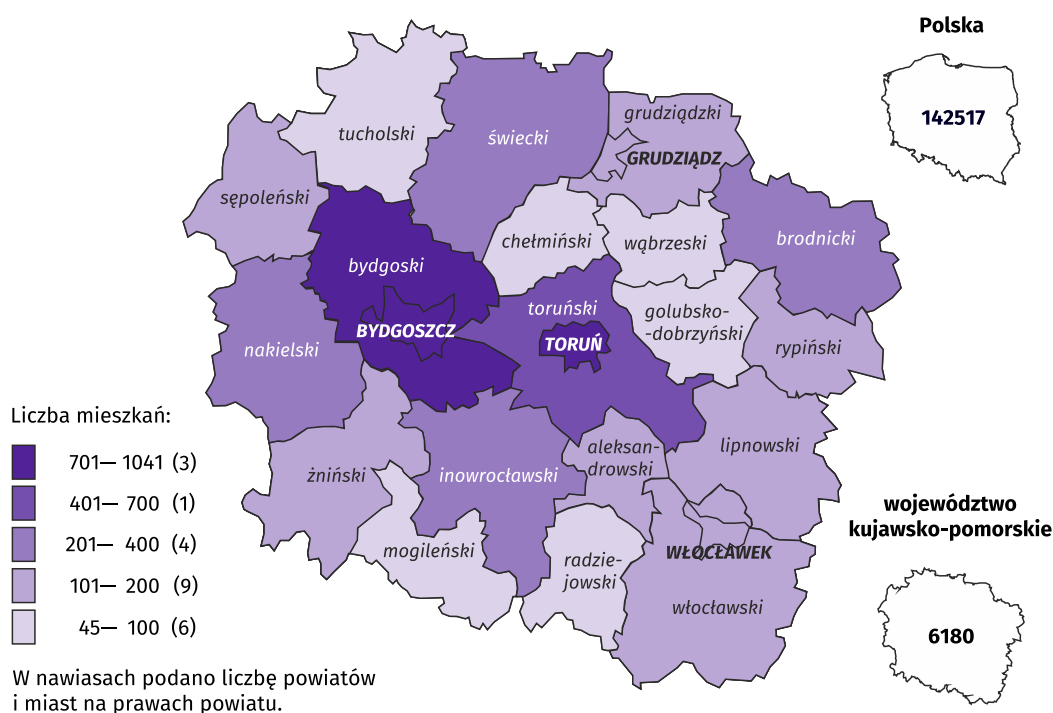 Polska
142517
tucholski
świecki
grudziądzki
GRUDZIĄDZ
sępoleński
chełmiński
wąbrzeski
brodnicki
bydgoski
toruński
golubsko-
-dobrzyński
BYDGOSZCZ
TORUŃ
nakielski
rypiński
Liczba mieszkań:
701— 1041 (3)
401— 700 (1)
201— 400 (4)
101— 200 (9)
45— 100 (6)
żniński
inowrocławski
aleksan-
drowski
lipnowski
mogileński
radzie-
jowski
WŁOCŁAWEK
włocławski
województwo
kujawsko-pomorskie
6180
W nawiasach podano liczbę powiatów
i miast na prawach powiatu.